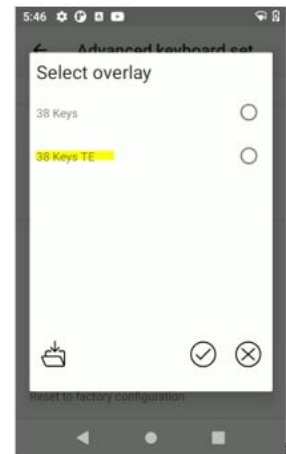 5:46
Advanced keyboard set
Select overlay
38 Keys
38 Keys TE
Reset to factory configuration